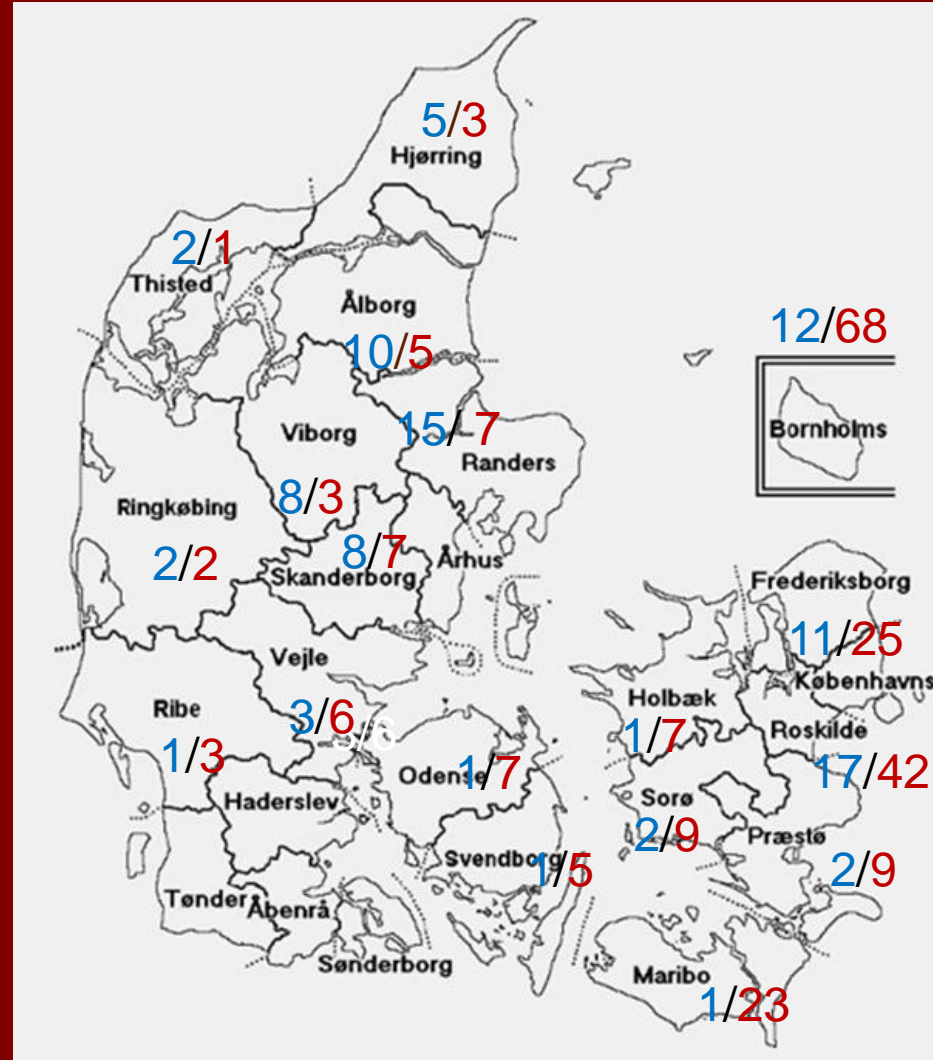 5/3
Hjørring
2/1
Thisted
Ålborg
10/5
12/68
Bornholms
15/ 7
Viborg
Randers
8/3
Ringkøbing
2/2
8/7
Skanderborg
Århus
Frederiksborg
11/25
Københavns
Vejle
Holbæk
Ribe
3/6
3/6
1/7
Roskilde
1/3
Odense
1/7
17/42
Haderslev
Sorø
2/9
Præstø
Svendborg
1/5
2/9
Tønder
Åbenrå
Sønderborg
Maribo
1/23